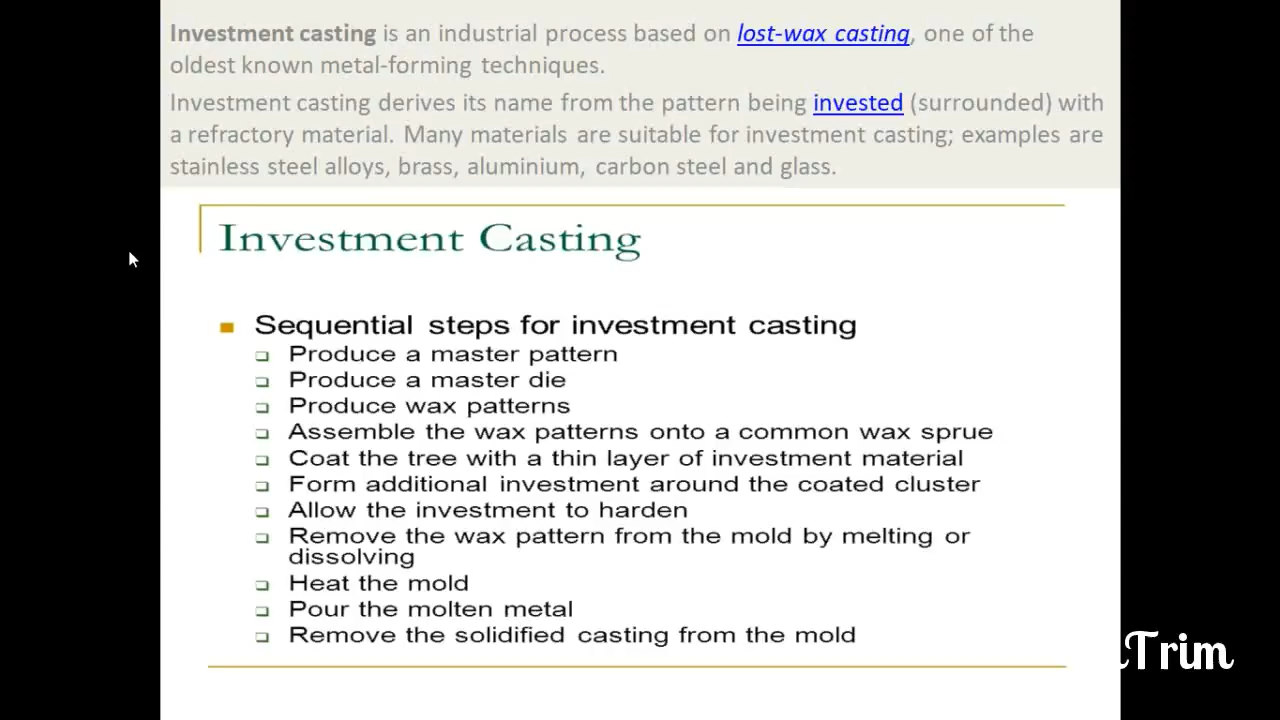 Investment casting is an industrial process based on lost-wax casting, one of the
oldest known metal-forming techniques.
Investment casting derives its name from the pattern being invested (surrounded) with
a refractory material. Many materials are suitable for investment casting; examples are
stainless steel alloys, brass, aluminium, carbon steel and glass.
Investment Casting
Sequential steps for investment casting
Produce a master pattern
Produce a master die
Produce wax patterns
Assemble the wax patterns onto a common wax sprue
Coat the tree with a thin layer of investment material
Form additional investment around the coated cluster
Allow the investment to harden
Remove the wax pattern from the mold by melting or
dissolving
Heat the mold
Pour the molten metal
Remove the solidified casting from the mold
Trim